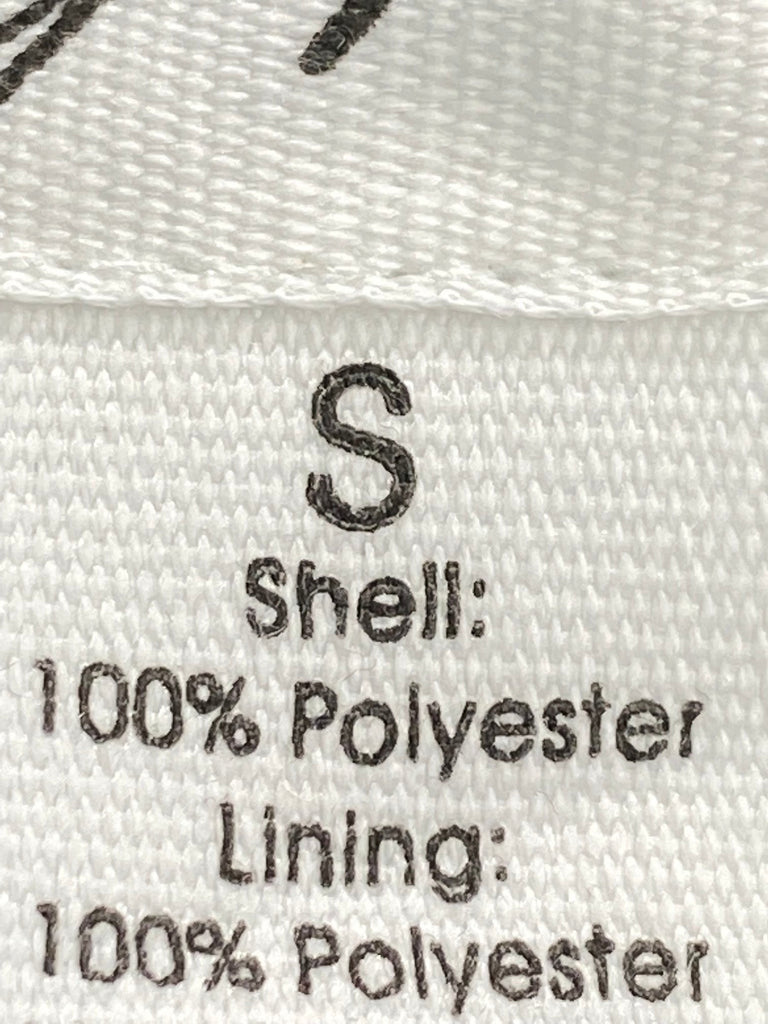 S
Shell:
100% Polyester
Lining:
100% Polyester